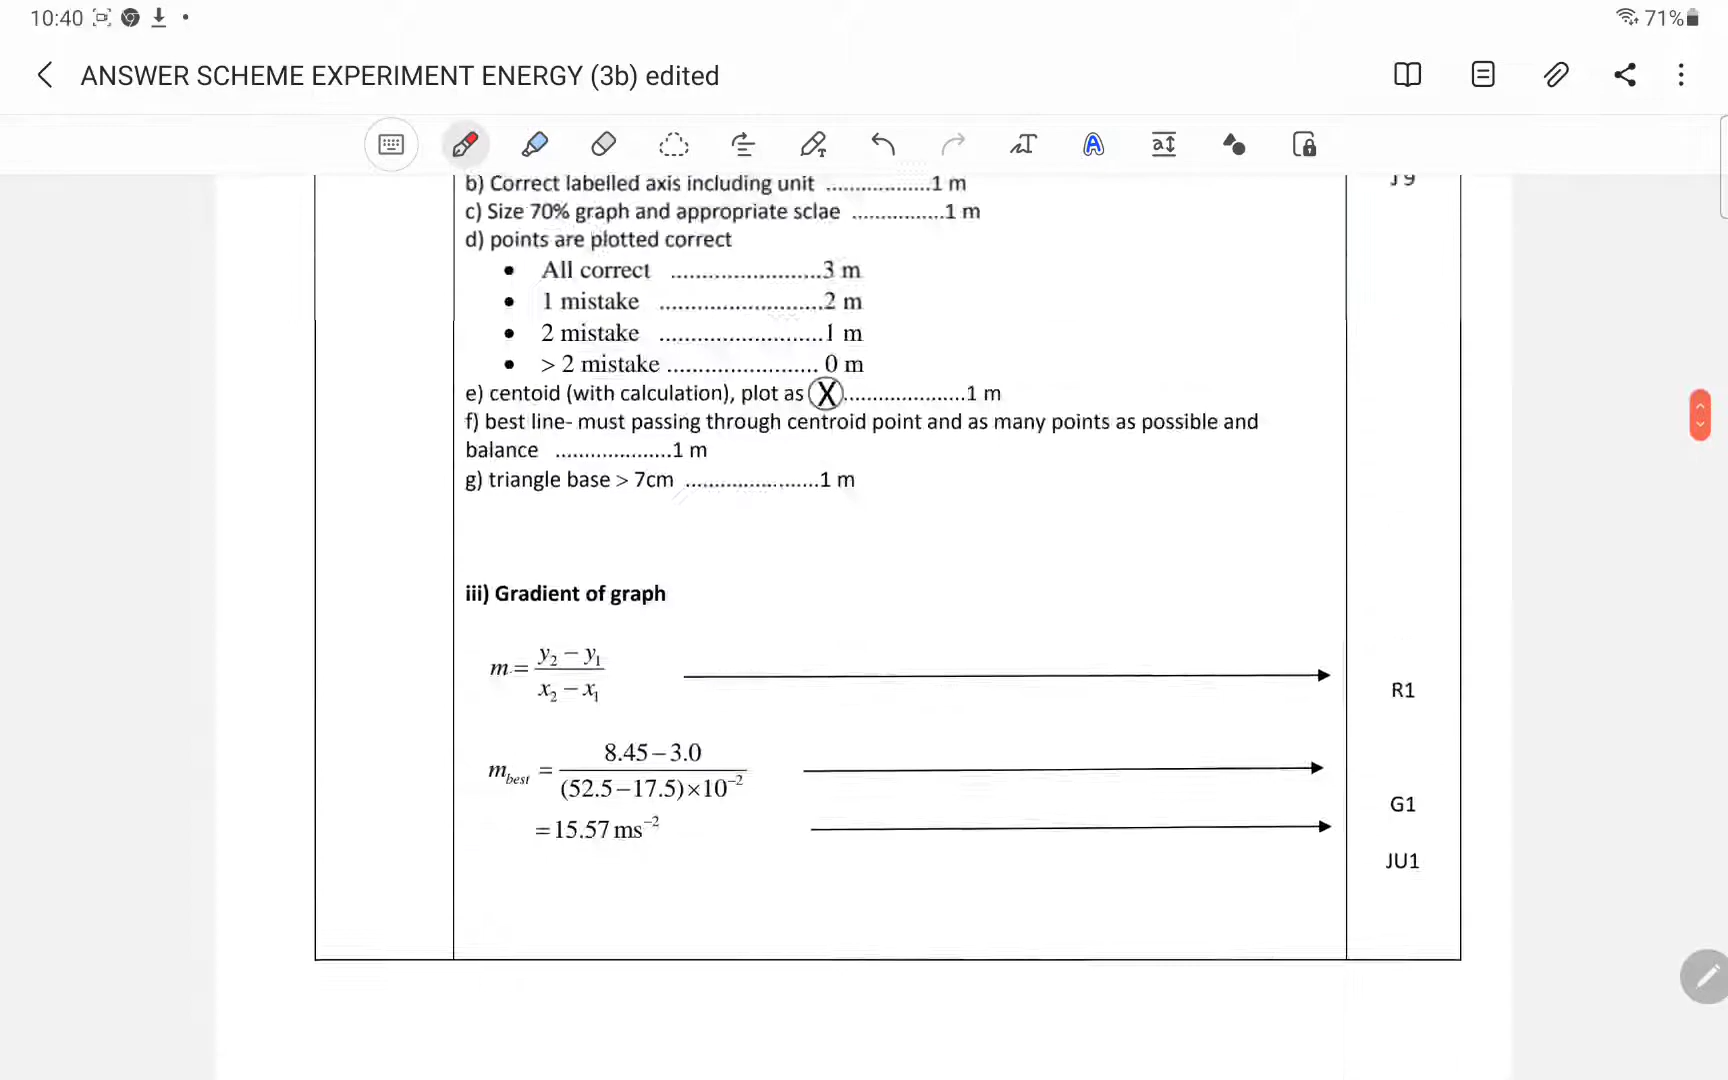 10:40
71%
ANSWER SCHEME EXPERIMENT ENERGY (3b) edited
b) Correct labelled axis including unit ..................1 m
J9
c) Size 70% graph and appropriate sclae ................1 m
d) points are plotted correct
• All correct ........................3 m
• 1 mistake ..........................2 m
• 2 mistake ..........................1 m
• > 2 mistake ........................ 0 m
e) centoid (with calculation), plot as X....................1 m
f) best line- must passing through centroid point and as many points as possible and
balance ...................1 m
g) triangle base > 7cm .....................1 m
iii) Gradient of graph
m = (y₂ − y₁) / (x₂ − x₁)
R1
m_best = (8.45 − 3.0) / ((52.5 − 17.5)×10⁻²)
G1
= 15.57 ms⁻²
JU1